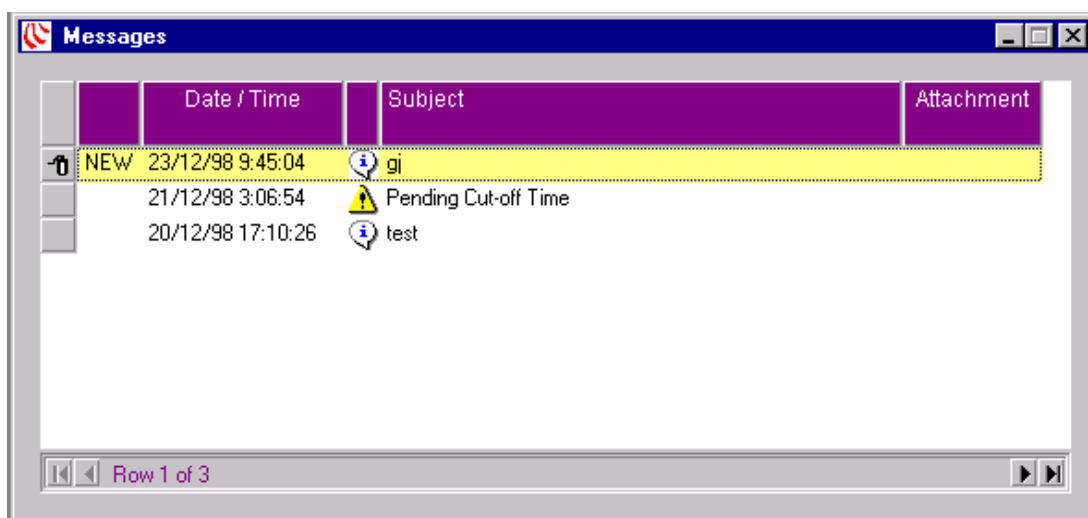 Messages
Date / Time Subject Attachment
NEW 23/12/98 9:45:04 gj
21/12/98 3:06:54 Pending Cut-off Time
20/12/98 17:10:26 test
Row 1 of 3